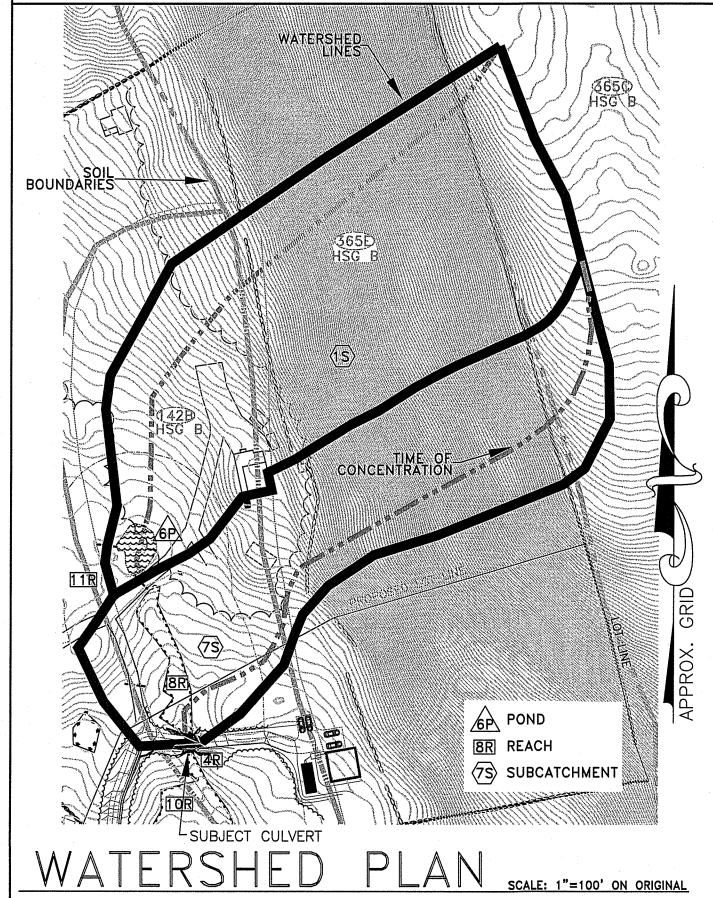 WATERSHED
LINES
365C
HSG B
SOIL
BOUNDARIES
365E
HSG B
1S
142B
HSG B
TIME OF
CONCENTRATION
6P
11R
PROPOSED LOT LINE
LOT LINE
7S
8R
APPROX. GRID
6P POND
8R REACH
7S SUBCATCHMENT
4R
10R
SUBJECT CULVERT
WATERSHED PLAN
SCALE: 1"=100' ON ORIGINAL